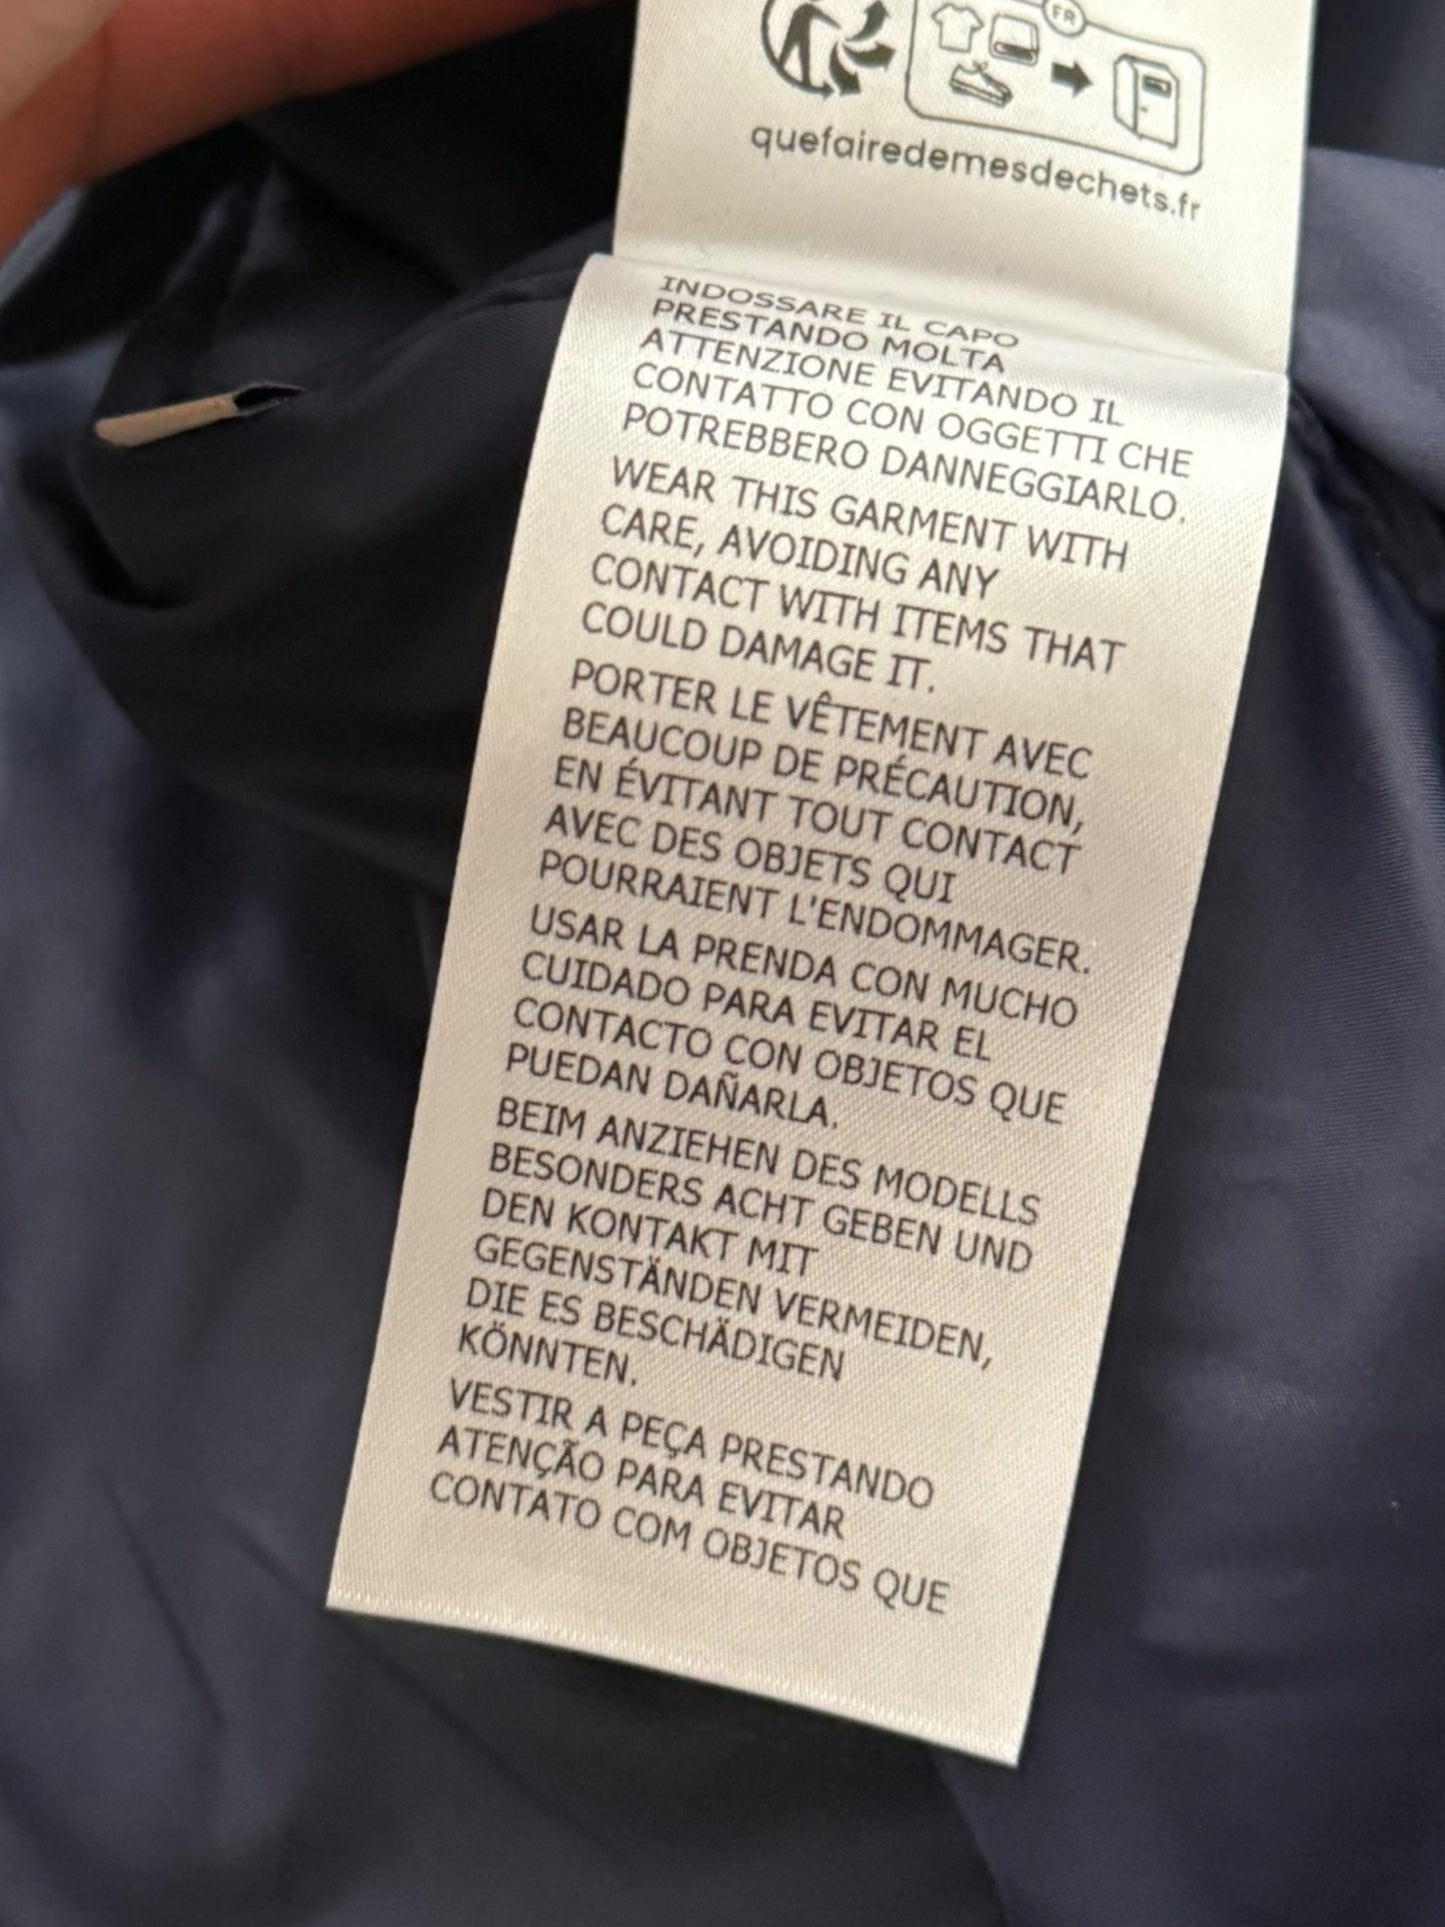 FR
quefairedemesdechets.fr
INDOSSARE IL CAPO
PRESTANDO MOLTA
ATTENZIONE EVITANDO IL
CONTATTO CON OGGETTI CHE
POTREBBERO DANNEGGIARLO.
WEAR THIS GARMENT WITH
CARE, AVOIDING ANY
CONTACT WITH ITEMS THAT
COULD DAMAGE IT.
PORTER LE VÊTEMENT AVEC
BEAUCOUP DE PRÉCAUTION,
EN ÉVITANT TOUT CONTACT
AVEC DES OBJETS QUI
POURRAIENT L'ENDOMMAGER.
USAR LA PRENDA CON MUCHO
CUIDADO PARA EVITAR EL
CONTACTO CON OBJETOS QUE
PUEDAN DAÑARLA.
BEIM ANZIEHEN DES MODELLS
BESONDERS ACHT GEBEN UND
DEN KONTAKT MIT
GEGENSTÄNDEN VERMEIDEN,
DIE ES BESCHÄDIGEN
KÖNNTEN.
VESTIR A PEÇA PRESTANDO
ATENÇÃO PARA EVITAR
CONTATO COM OBJETOS QUE